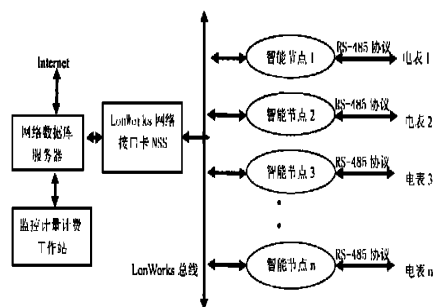 Internet
网络数据库
服务器
监控计量计费
工作站
LonWorks 网络
接口卡 NSS
LonWorks 总线
智能节点 1
RS-485 协议
电表 1
智能节点 2
RS-485 协议
电表 2
智能节点 3
RS-485 协议
电表 3
智能节点 n
RS-485 协议
电表 n